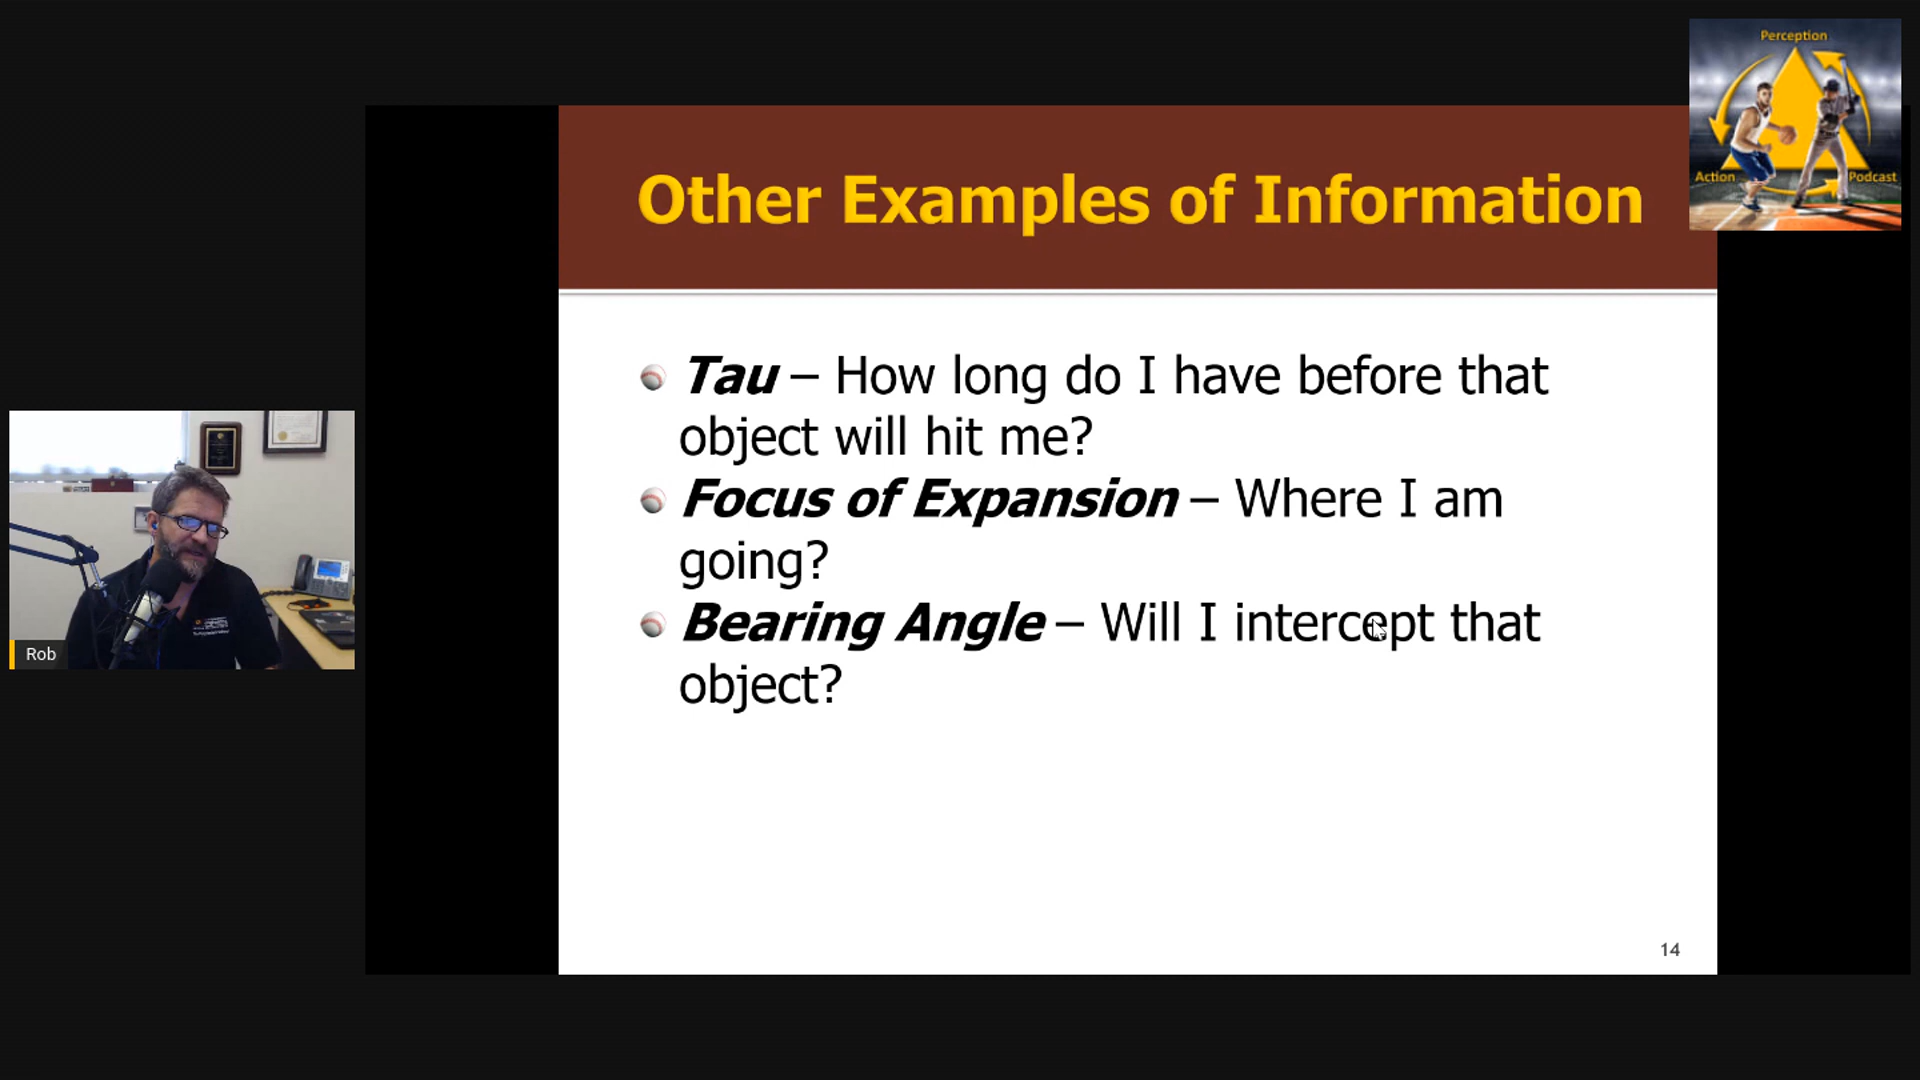 Perception
Action
Podcast
Other Examples of Information
Tau – How long do I have before that
object will hit me?
Focus of Expansion – Where I am
going?
Bearing Angle – Will I intercept that
object?
Rob
14